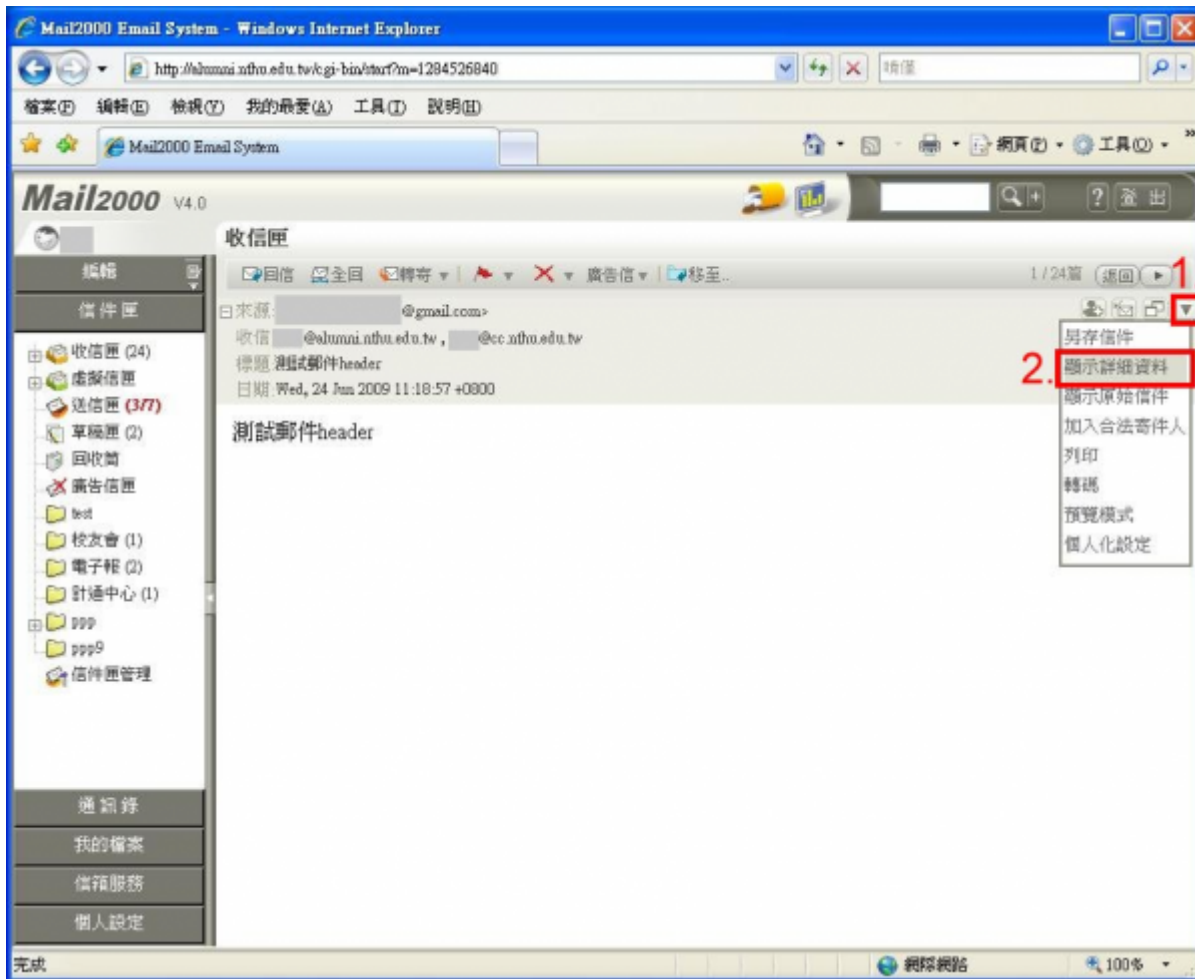 Mail2000 Email System - Windows Internet Explorer
http://alumni.nthu.edu.tw/cgi-bin/start?m=1284526840
檔案(F) 編輯(E) 檢視(V) 我的最愛(A) 工具(T) 說明(H)
Mail2000 Email System
網頁(P) 工具(O)
Mail2000 V4.0
? 查 出
收信匣
編輯
回信 全回 轉寄 廣告信 移至..
1 / 24篇 返回
1
信件匣
來源: @gmail.com>
收信 @alumni.nthu.edu.tw , @cc.nthu.edu.tw
標題 測試郵件header
日期 Wed, 24 Jun 2009 11:18:57 +0800
測試郵件header
另存信件
2. 顯示詳細資料
顯示原始信件
加入合法寄件人
列印
轉碼
預覽模式
個人化設定
收信匣 (24)
虛擬信匣
送信匣 (3/7)
草稿匣 (2)
回收筒
廣告信匣
test
校友會 (1)
電子報 (2)
計通中心 (1)
ppp
ppp9
信件匣管理
通訊錄
我的檔案
信箱服務
個人設定
完成
網際網路
100%